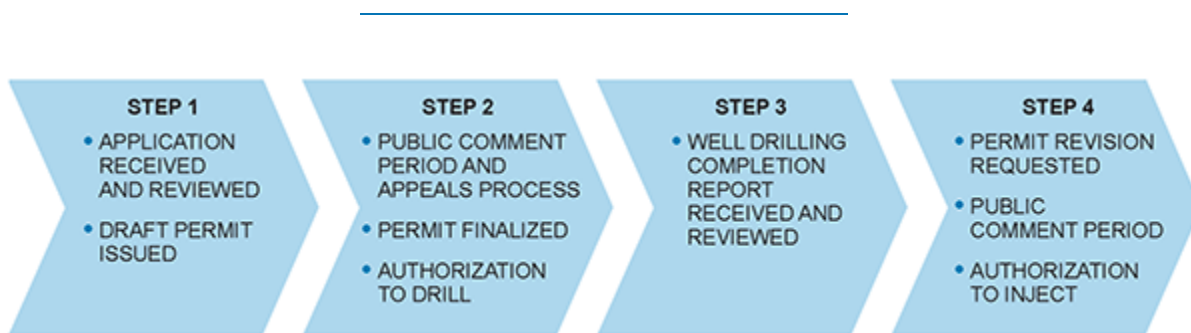 STEP 1
• APPLICATION
RECEIVED
AND REVIEWED
• DRAFT PERMIT
ISSUED
STEP 2
• PUBLIC COMMENT
PERIOD AND
APPEALS PROCESS
• PERMIT FINALIZED
• AUTHORIZATION
TO DRILL
STEP 3
• WELL DRILLING
COMPLETION
REPORT
RECEIVED AND
REVIEWED
STEP 4
• PERMIT REVISION
REQUESTED
• PUBLIC
COMMENT PERIOD
• AUTHORIZATION
TO INJECT